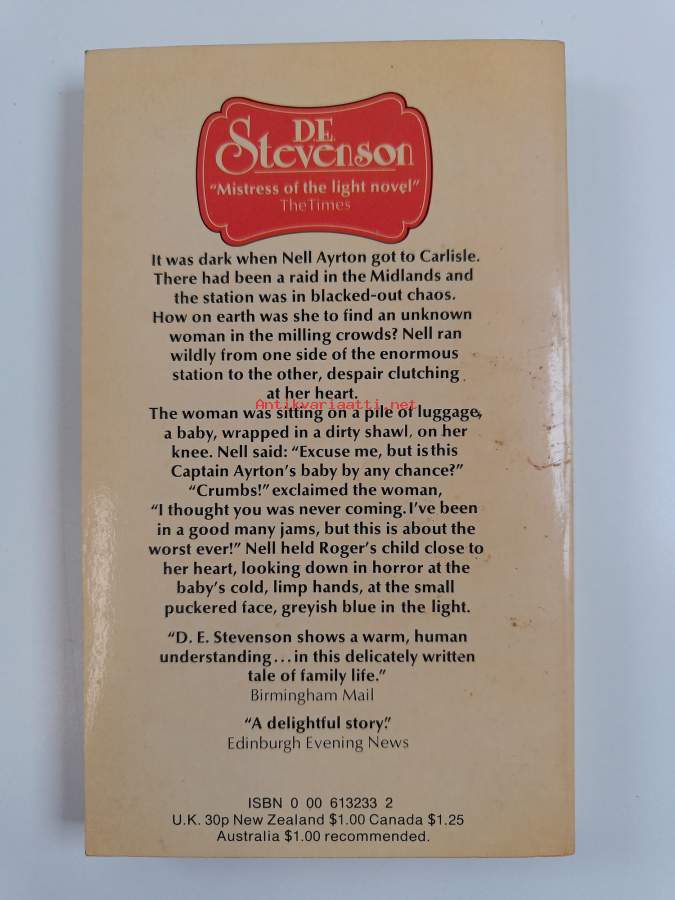 D.E.
Stevenson
“Mistress of the light novel”
The Times
It was dark when Nell Ayrton got to Carlisle.
There had been a raid in the Midlands and
the station was in blacked-out chaos.
How on earth was she to find an unknown
woman in the milling crowds? Nell ran
wildly from one side of the enormous
station to the other, despair clutching
at her heart.
Antikvariaatti.net
The woman was sitting on a pile of luggage,
a baby, wrapped in a dirty shawl, on her
knee. Nell said: “Excuse me, but is this
Captain Ayrton’s baby by any chance?”
“Crumbs!” exclaimed the woman,
“I thought you was never coming. I’ve been
in a good many jams, but this is about the
worst ever!” Nell held Roger’s child close to
her heart, looking down in horror at the
baby’s cold, limp hands, at the small
puckered face, greyish blue in the light.
“D. E. Stevenson shows a warm, human
understanding...in this delicately written
tale of family life.”
Birmingham Mail
“A delightful story.”
Edinburgh Evening News
ISBN 0 00 613233 2
U.K. 30p New Zealand $1.00 Canada $1.25
Australia $1.00 recommended.